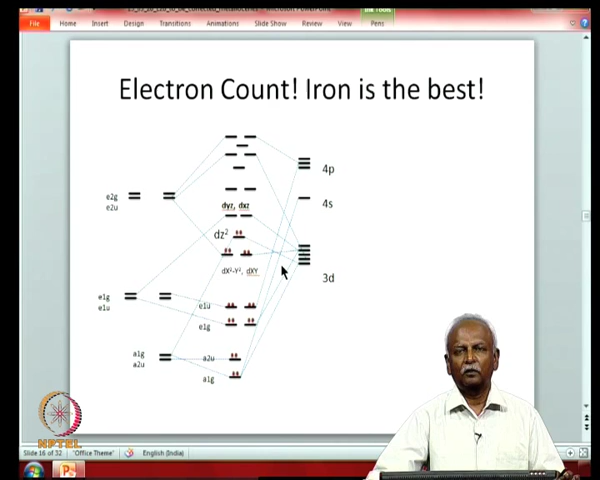 File Home Insert Design Transitions Animations Slide Show Review View Pens
Electron Count! Iron is the best!
4p
e2g
e2u
4s
dyz, dxz
dz²
dX²-Y², dXY
3d
e1g
e1u
e1u
e1g
a1g
a2u
a2u
a1g
NPTEL
Slide 16 of 32 "Office Theme" English (India)